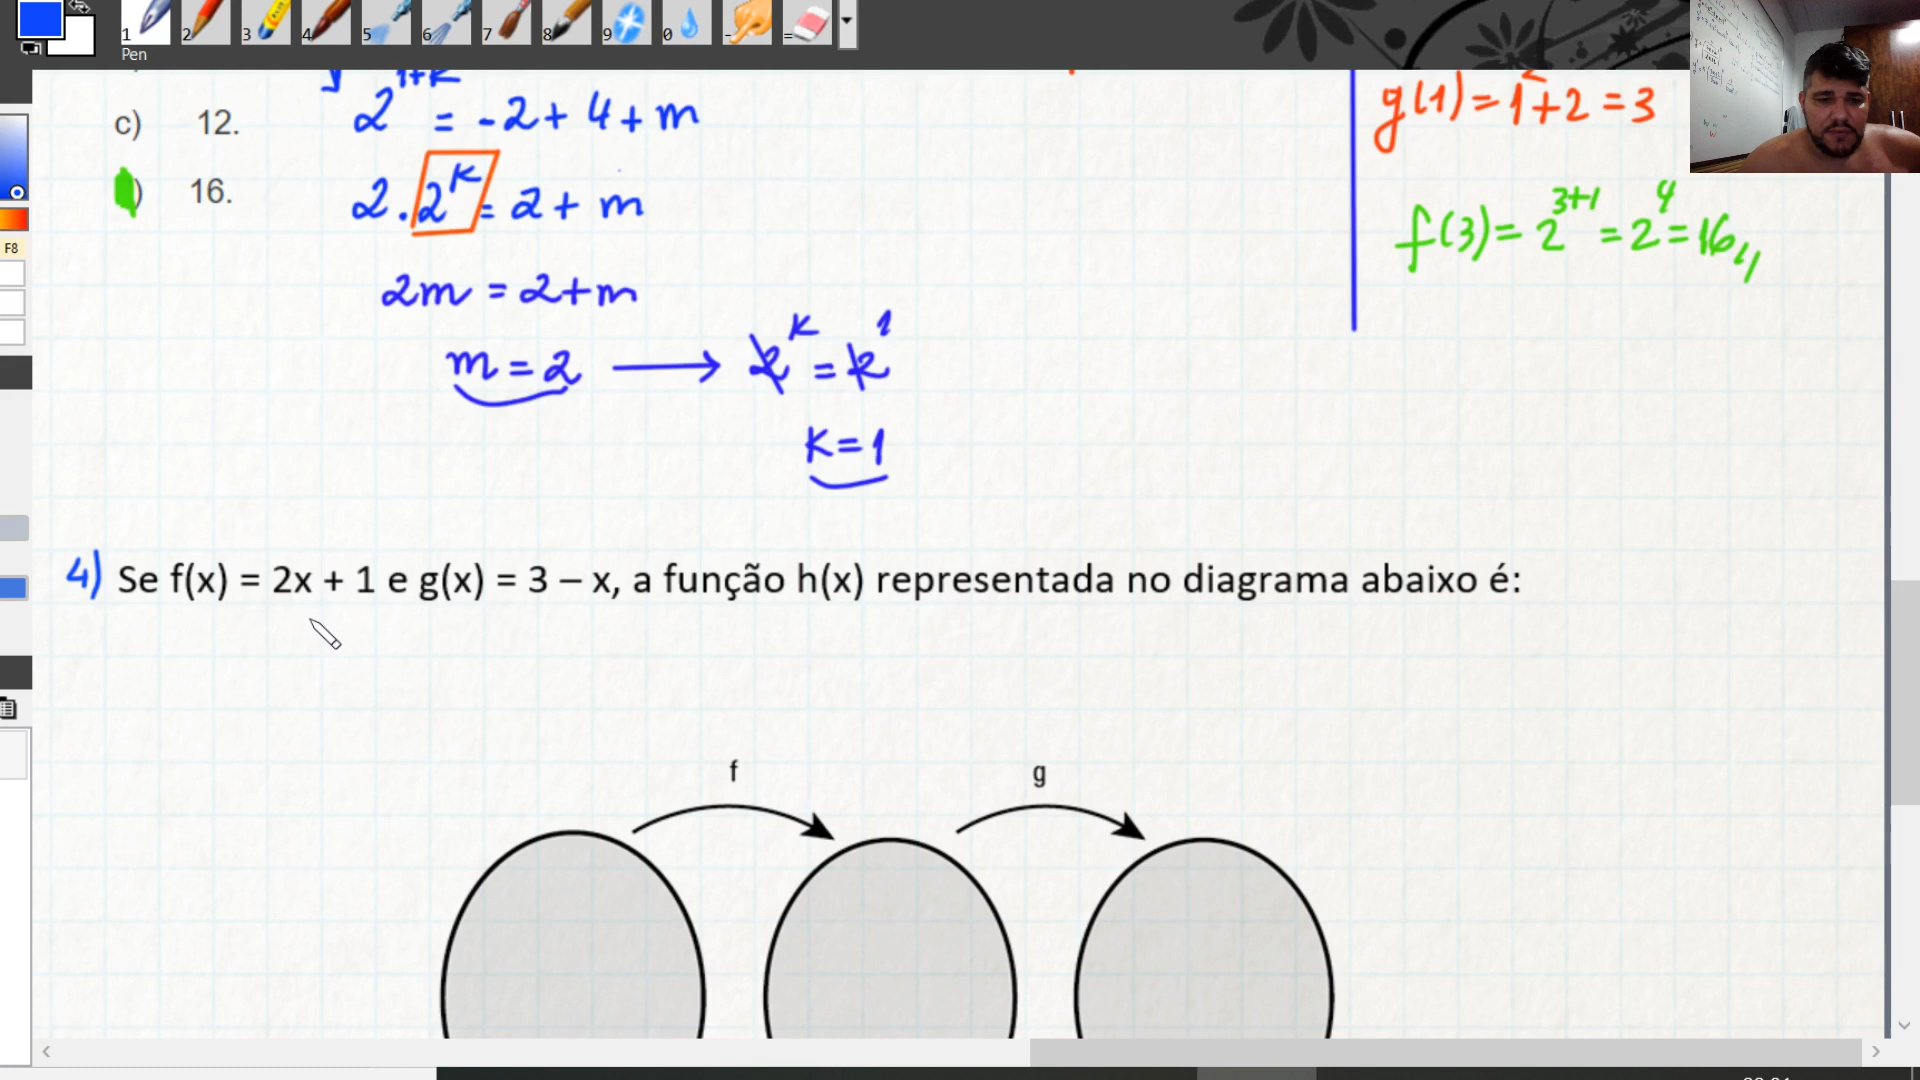 1 2 3 4 5 6 7 8 9 0 - =
Pen
F8
1+k
c) 12.
2 = -2 + 4 + m
16.
2 . 2^k = 2 + m
2m = 2 + m
m = 2 → 2^k = 2^1
k = 1
g(1) = 1^2 + 2 = 3
f(3) = 2^3+1 = 2^4 = 16
4) Se f(x) = 2x + 1 e g(x) = 3 – x, a função h(x) representada no diagrama abaixo é:
f g